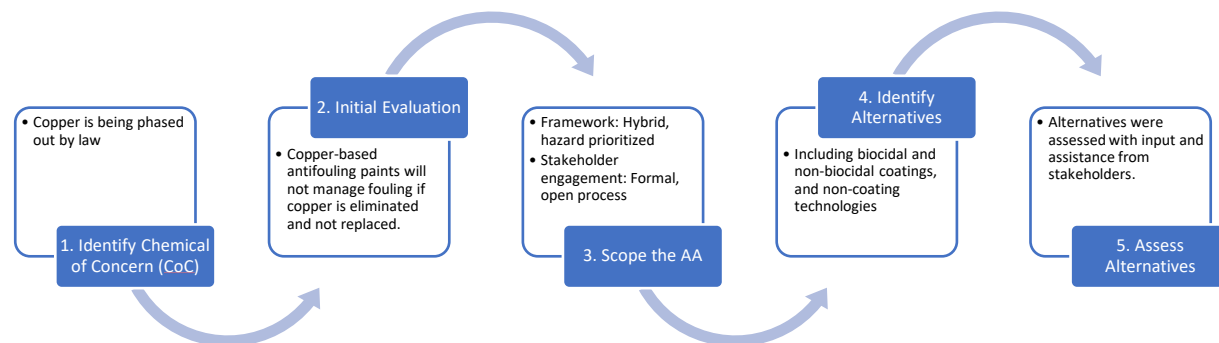 • Copper is being phased
out by law
1. Identify Chemical
of Concern (CoC)
2. Initial Evaluation
• Copper-based
antifouling paints will
not manage fouling if
copper is eliminated
and not replaced.
• Framework: Hybrid,
hazard prioritized
• Stakeholder
engagement: Formal,
open process
3. Scope the AA
4. Identify
Alternatives
• Including biocidal and
non-biocidal coatings,
and non-coating
technologies
• Alternatives were
assessed with input and
assistance from
stakeholders.
5. Assess
Alternatives